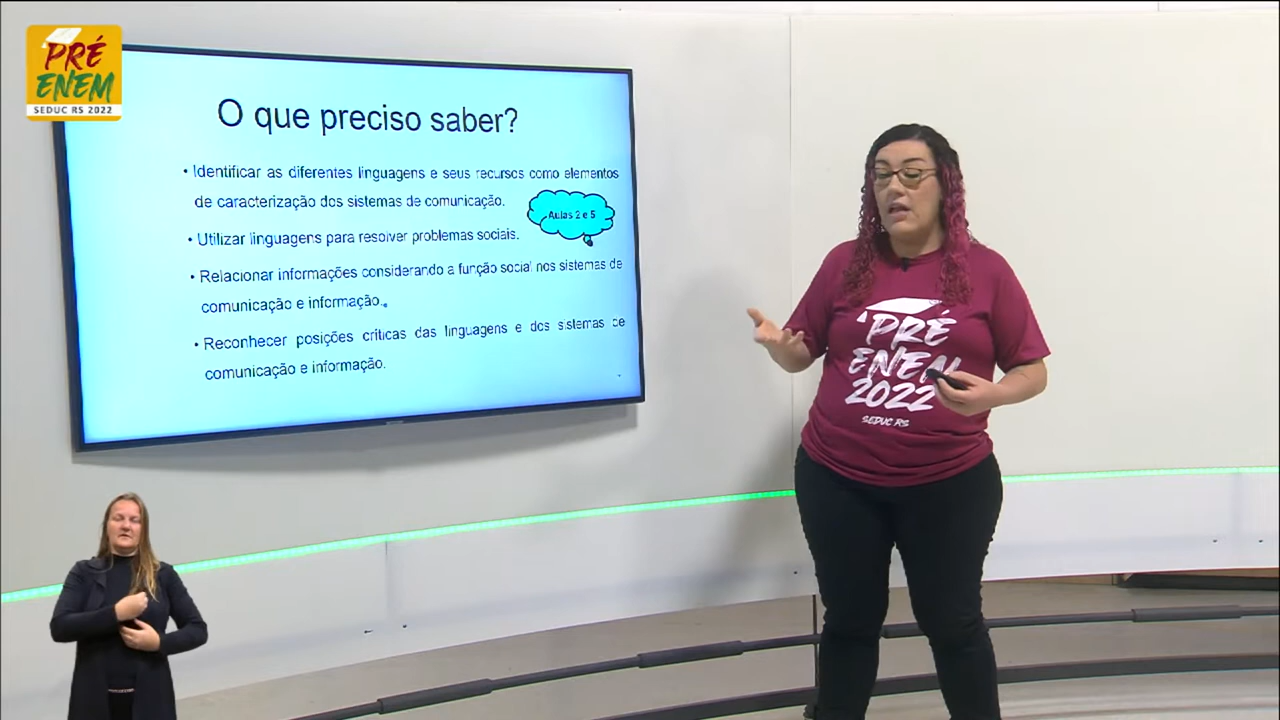 PRÉ
ENEM
SEDUC RS 2022
O que preciso saber?
• Identificar as diferentes linguagens e seus recursos como elementos
de caracterização dos sistemas de comunicação.
Aulas 2 e 5
• Utilizar linguagens para resolver problemas sociais.
• Relacionar informações considerando a função social nos sistemas de
comunicação e informação.
• Reconhecer posições críticas das linguagens e dos sistemas de
comunicação e informação.
PRÉ
ENEM
2022
SEDUC RS